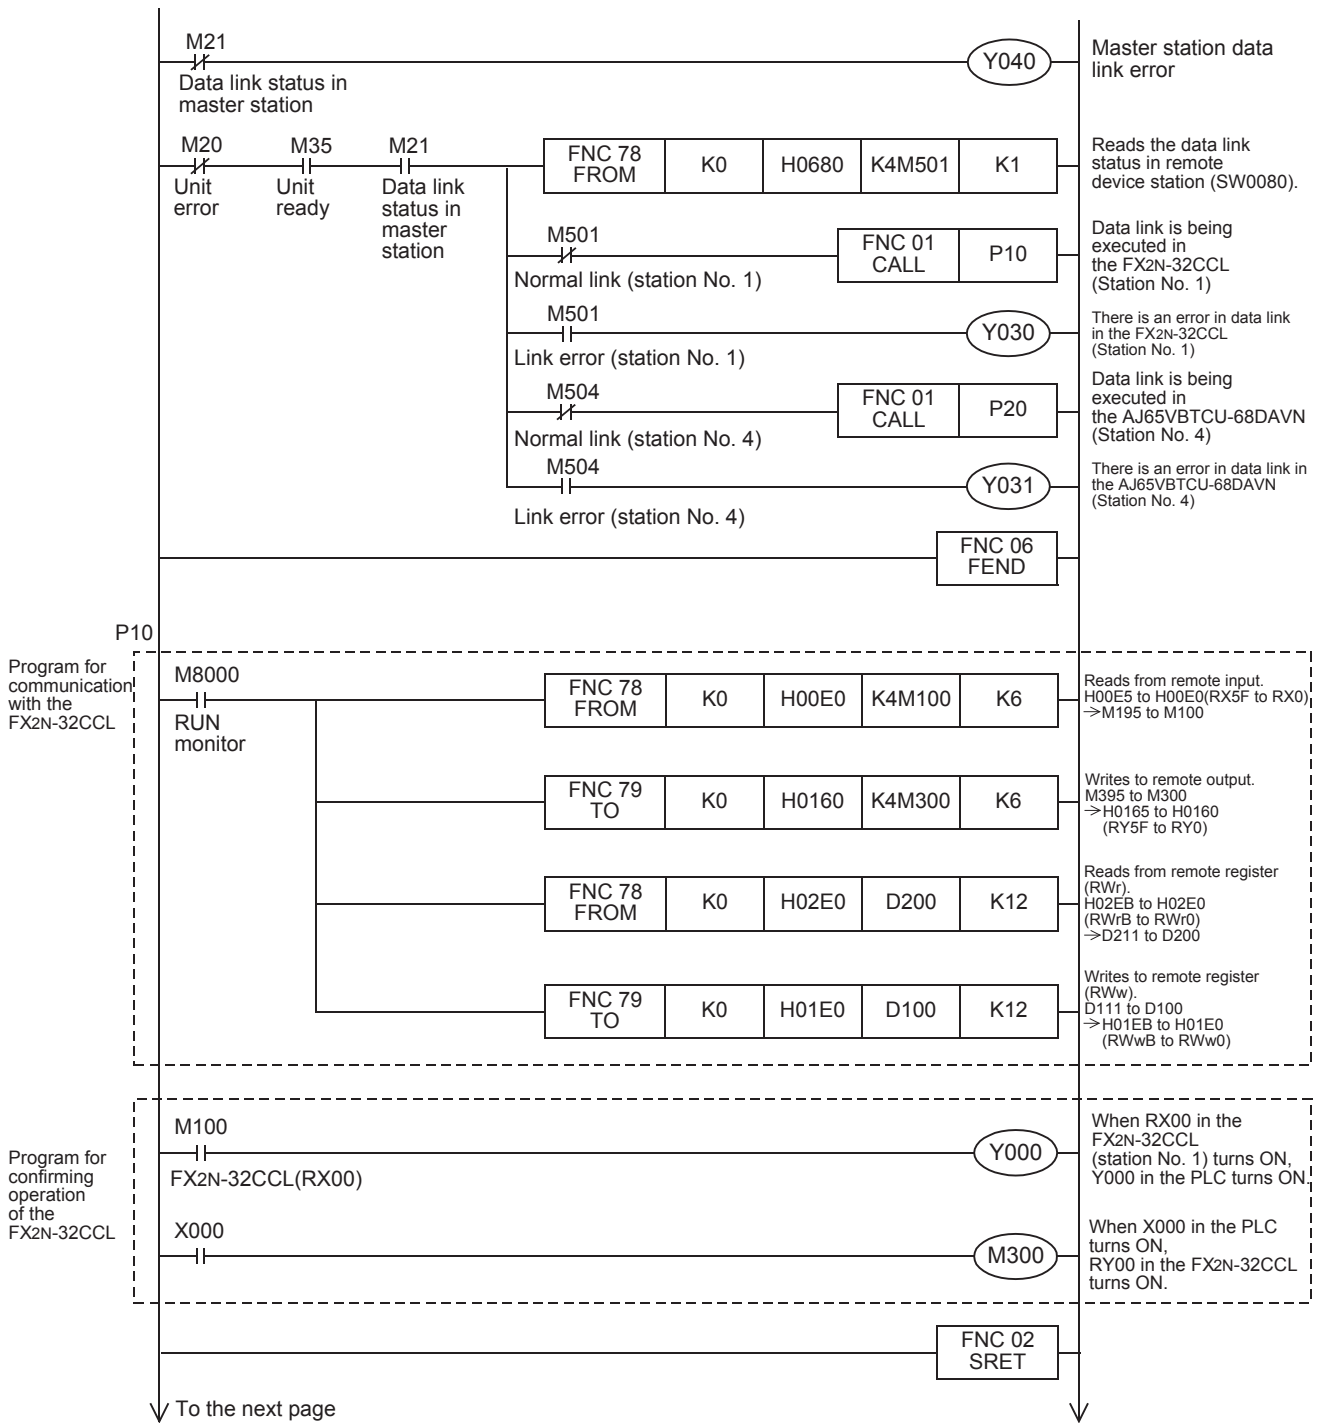 M21
Data link status in
master station
Y040
Master station data
link error
M20
Unit
error
M35
Unit
ready
M21
Data link
status in
master
station
FNC 78
FROM
K0
H0680
K4M501
K1
Reads the data link
status in remote
device station (SW0080).
M501
Normal link (station No. 1)
FNC 01
CALL
P10
Data link is being
executed in
the FX2N-32CCL
(Station No. 1)
M501
Link error (station No. 1)
Y030
There is an error in data link
in the FX2N-32CCL
(Station No. 1)
M504
Normal link (station No. 4)
FNC 01
CALL
P20
Data link is being
executed in
the AJ65VBTCU-68DAVN
(Station No. 4)
M504
Link error (station No. 4)
Y031
There is an error in data link in
the AJ65VBTCU-68DAVN
(Station No. 4)
FNC 06
FEND
P10
Program for
communication
with the
FX2N-32CCL
M8000
RUN
monitor
FNC 78
FROM
K0
H00E0
K4M100
K6
Reads from remote input.
H00E5 to H00E0(RX5F to RX0)
→M195 to M100
FNC 79
TO
K0
H0160
K4M300
K6
Writes to remote output.
M395 to M300
→H0165 to H0160
(RY5F to RY0)
FNC 78
FROM
K0
H02E0
D200
K12
Reads from remote register
(RWr).
H02EB to H02E0
(RWrB to RWr0)
→D211 to D200
FNC 79
TO
K0
H01E0
D100
K12
Writes to remote register
(RWw).
D111 to D100
→H01EB to H01E0
(RWwB to RWw0)
Program for
confirming
operation
of the
FX2N-32CCL
M100
FX2N-32CCL(RX00)
Y000
When RX00 in the
FX2N-32CCL
(station No. 1) turns ON,
Y000 in the PLC turns ON.
X000
M300
When X000 in the PLC
turns ON,
RY00 in the FX2N-32CCL
turns ON.
FNC 02
SRET
To the next page